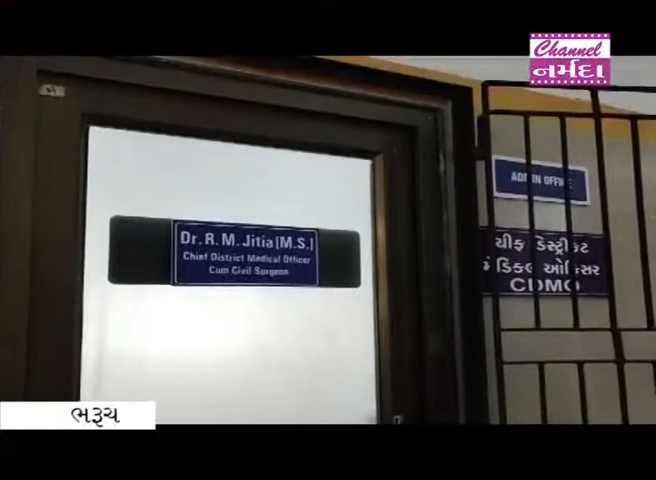 Channel
નર્મદા
ADMIN OFFICE
Dr. R. M. Jitia [M.S.]
Chief District Medical Officer
Cum Civil Surgeon
ચીફ ડીસ્ટ્રીકટ
મેડિકલ ઓફિસર
CDMO
ભરૂચ